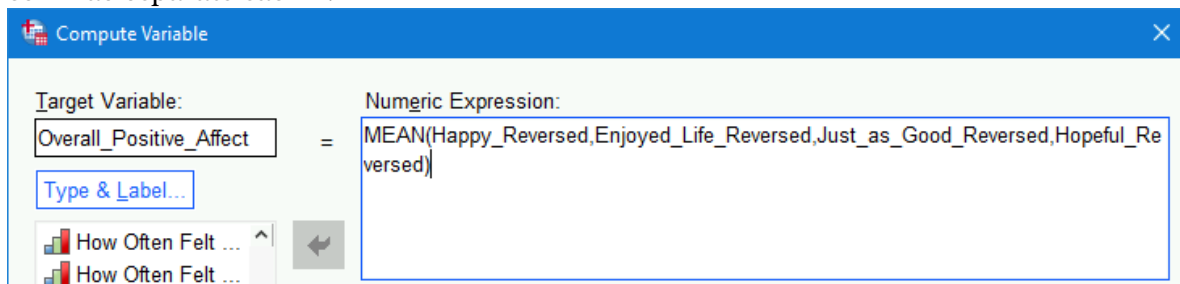 Compute Variable
Target Variable:
Numeric Expression:
Overall_Positive_Affect
=
MEAN(Happy_Reversed,Enjoyed_Life_Reversed,Just_as_Good_Reversed,Hopeful_Re
versed)
Type & Label...
How Often Felt ...
How Often Felt ...